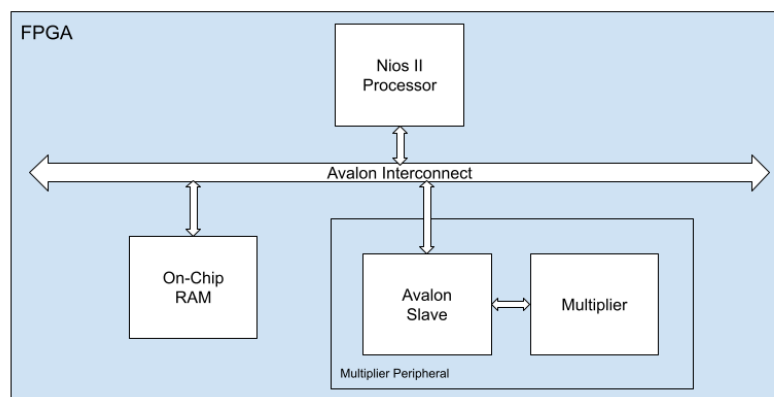 FPGA
Nios II
Processor
Avalon Interconnect
On-Chip
RAM
Avalon
Slave
Multiplier
Multiplier Peripheral